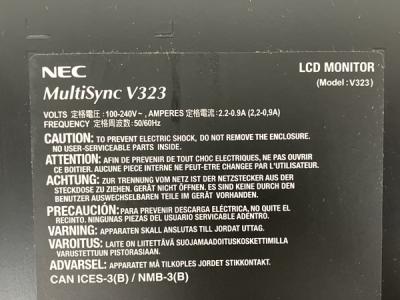 NEC
LCD MONITOR
MultiSync V323
(Model: V323)
VOLTS 定格電圧:100-240V~, AMPERES 定格電流:2.2-0.9A (2,2-0,9A)
FREQUENCY 定格周波数:50/60Hz
CAUTION: TO PREVENT ELECTRIC SHOCK, DO NOT REMOVE THE ENCLOSURE.
NO USER-SERVICEABLE PARTS INSIDE.
ATTENTION: AFIN DE PREVENIR DE TOUT CHOC ELECTRIQUES, NE PAS OUVRIR
CE BOITIER. AUCUNE PIECE INTERNE NE PEUT-ETRE CHANGEE PAR L'UTILISATEUR.
ACHTUNG: ZUR TRENNUNG VOM NETZ IST DER NETZSTECKER AUS DER
STECKDOSE ZU ZIEHEN. GERÄT NICHT ÖFFNEN. ES SIND KEINE DURCH DEN
BENUTZER AUSWECHSELBAREN TEILE IM GERÄT VORHANDEN.
PRECAUCIÓN: PARA PREVENIR DESCARGA ELÉCTRICA, NO QUITE EL
RECINTO. NINGUNAS PIEZAS DEL USUARIO SERVICABLE ADENTRO.
VARNING: APPARATEN SKALL ANSLUTAS TILL JORDAT UTTAG.
VAROITUS: LAITE ON LIITETTÄVÄ SUOJAMAADOITUSKOSKETTIMILLA
VARUSTETTUUN PISTORASIAAN.
ADVARSEL: APPARATET MÅ TILKOPLES JORDET STIKKONTAKT.
CAN ICES-3(B) / NMB-3(B)